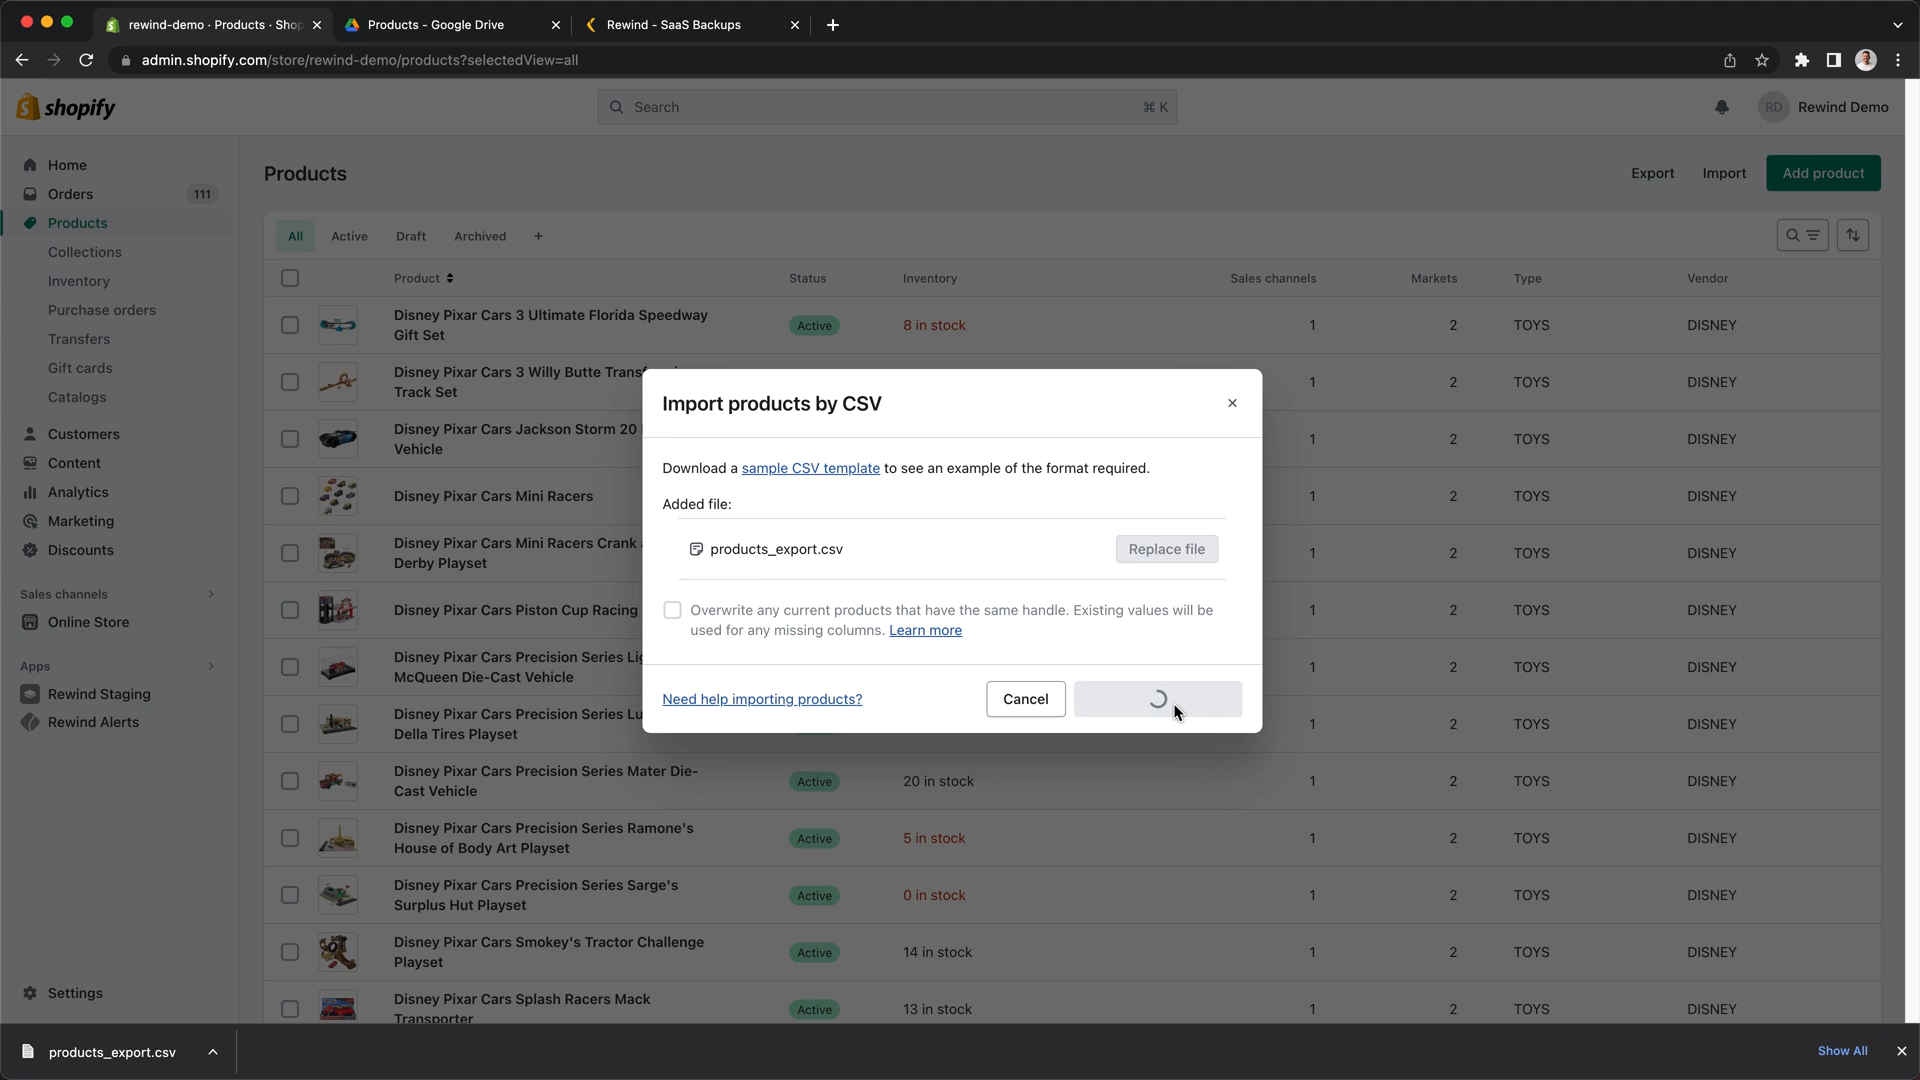 rewind-demo · Products · Shop
Products - Google Drive
Rewind - SaaS Backups
admin.shopify.com/store/rewind-demo/products?selectedView=all
shopify
Search
⌘ K
RD
Rewind Demo
Home
Orders
111
Products
Collections
Inventory
Purchase orders
Transfers
Gift cards
Catalogs
Customers
Content
Analytics
Marketing
Discounts
Sales channels
Online Store
Apps
Rewind Staging
Rewind Alerts
Settings
Products
Export
Import
Add product
All
Active
Draft
Archived
+
Product
Status
Inventory
Sales channels
Markets
Type
Vendor
Disney Pixar Cars 3 Ultimate Florida Speedway
Gift Set
Active
8 in stock
1
2
TOYS
DISNEY
Disney Pixar Cars 3 Willy Butte Transf
Track Set
1
2
TOYS
DISNEY
Disney Pixar Cars Jackson Storm 20
Vehicle
1
2
TOYS
DISNEY
Disney Pixar Cars Mini Racers
1
2
TOYS
DISNEY
Disney Pixar Cars Mini Racers Crank
Derby Playset
1
2
TOYS
DISNEY
Disney Pixar Cars Piston Cup Racing
1
2
TOYS
DISNEY
Disney Pixar Cars Precision Series Li
McQueen Die-Cast Vehicle
1
2
TOYS
DISNEY
Disney Pixar Cars Precision Series Lu
Della Tires Playset
1
2
TOYS
DISNEY
Disney Pixar Cars Precision Series Mater Die-
Cast Vehicle
Active
20 in stock
1
2
TOYS
DISNEY
Disney Pixar Cars Precision Series Ramone's
House of Body Art Playset
Active
5 in stock
1
2
TOYS
DISNEY
Disney Pixar Cars Precision Series Sarge's
Surplus Hut Playset
Active
0 in stock
1
2
TOYS
DISNEY
Disney Pixar Cars Smokey's Tractor Challenge
Playset
Active
14 in stock
1
2
TOYS
DISNEY
Disney Pixar Cars Splash Racers Mack
Transporter
Active
13 in stock
1
2
TOYS
DISNEY
Import products by CSV
Download a sample CSV template to see an example of the format required.
Added file:
products_export.csv
Replace file
Overwrite any current products that have the same handle. Existing values will be
used for any missing columns. Learn more
Need help importing products?
Cancel
products_export.csv
Show All